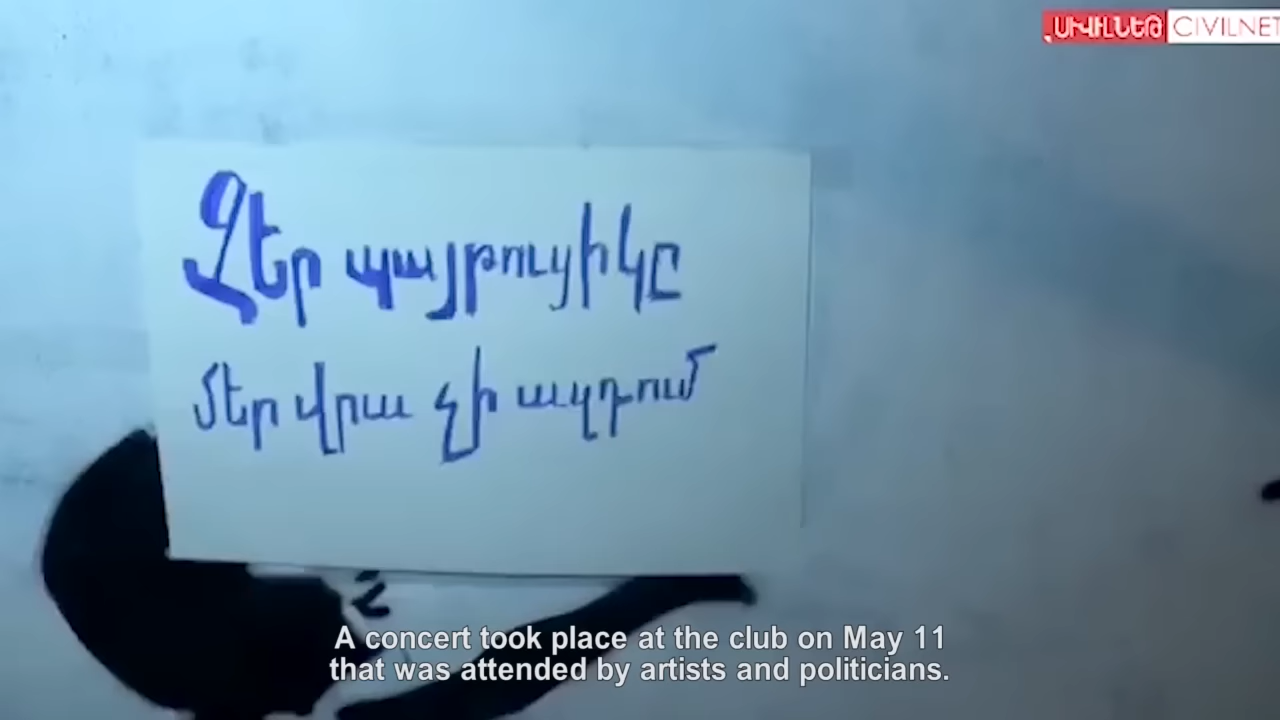 ՍԻՎԻԼՆԵԹ CIVILNET
Ձեր պայթուցիկը
մեր վրա չի ազդում
A concert took place at the club on May 11
that was attended by artists and politicians.